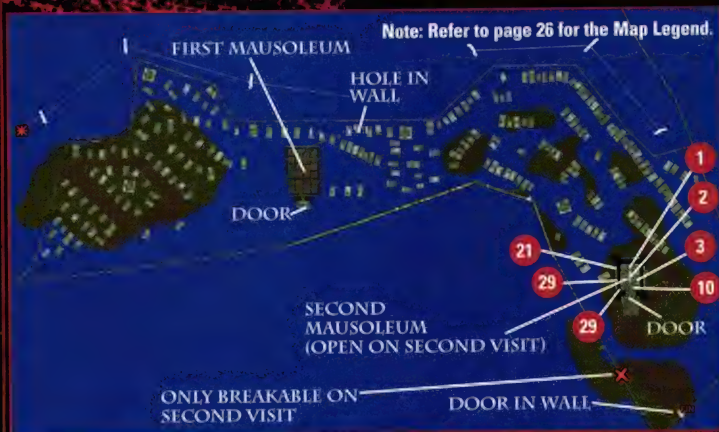 Note: Refer to page 26 for the Map Legend.
FIRST MAUSOLEUM
HOLE IN
WALL
DOOR
1
2
3
21
29
10
29
SECOND
MAUSOLEUM
(OPEN ON SECOND VISIT)
DOOR
ONLY BREAKABLE ON
SECOND VISIT
DOOR IN WALL